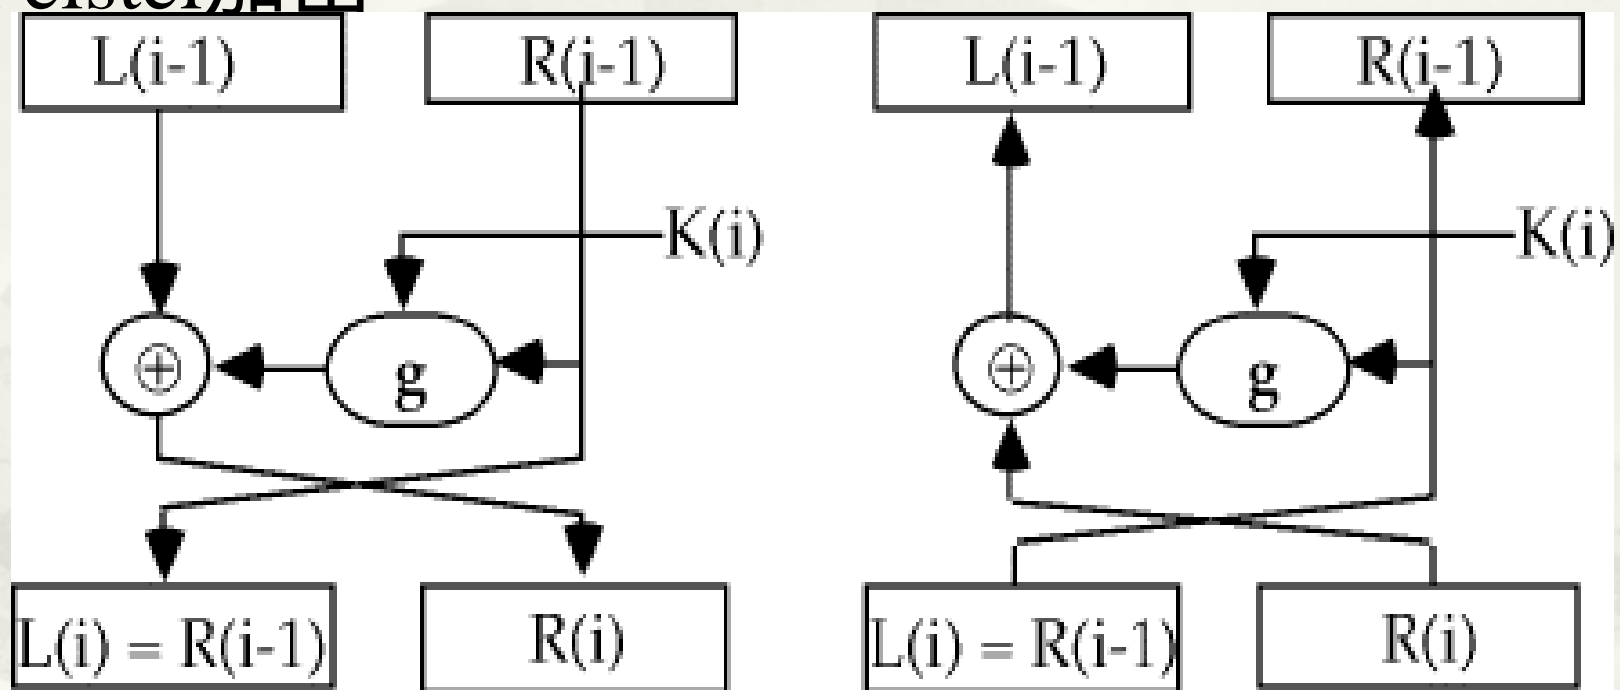 L(i-1) R(i-1) L(i-1) R(i-1)
K(i) K(i)
⊕ g ⊕ g
L(i) = R(i-1) R(i) L(i) = R(i-1) R(i)